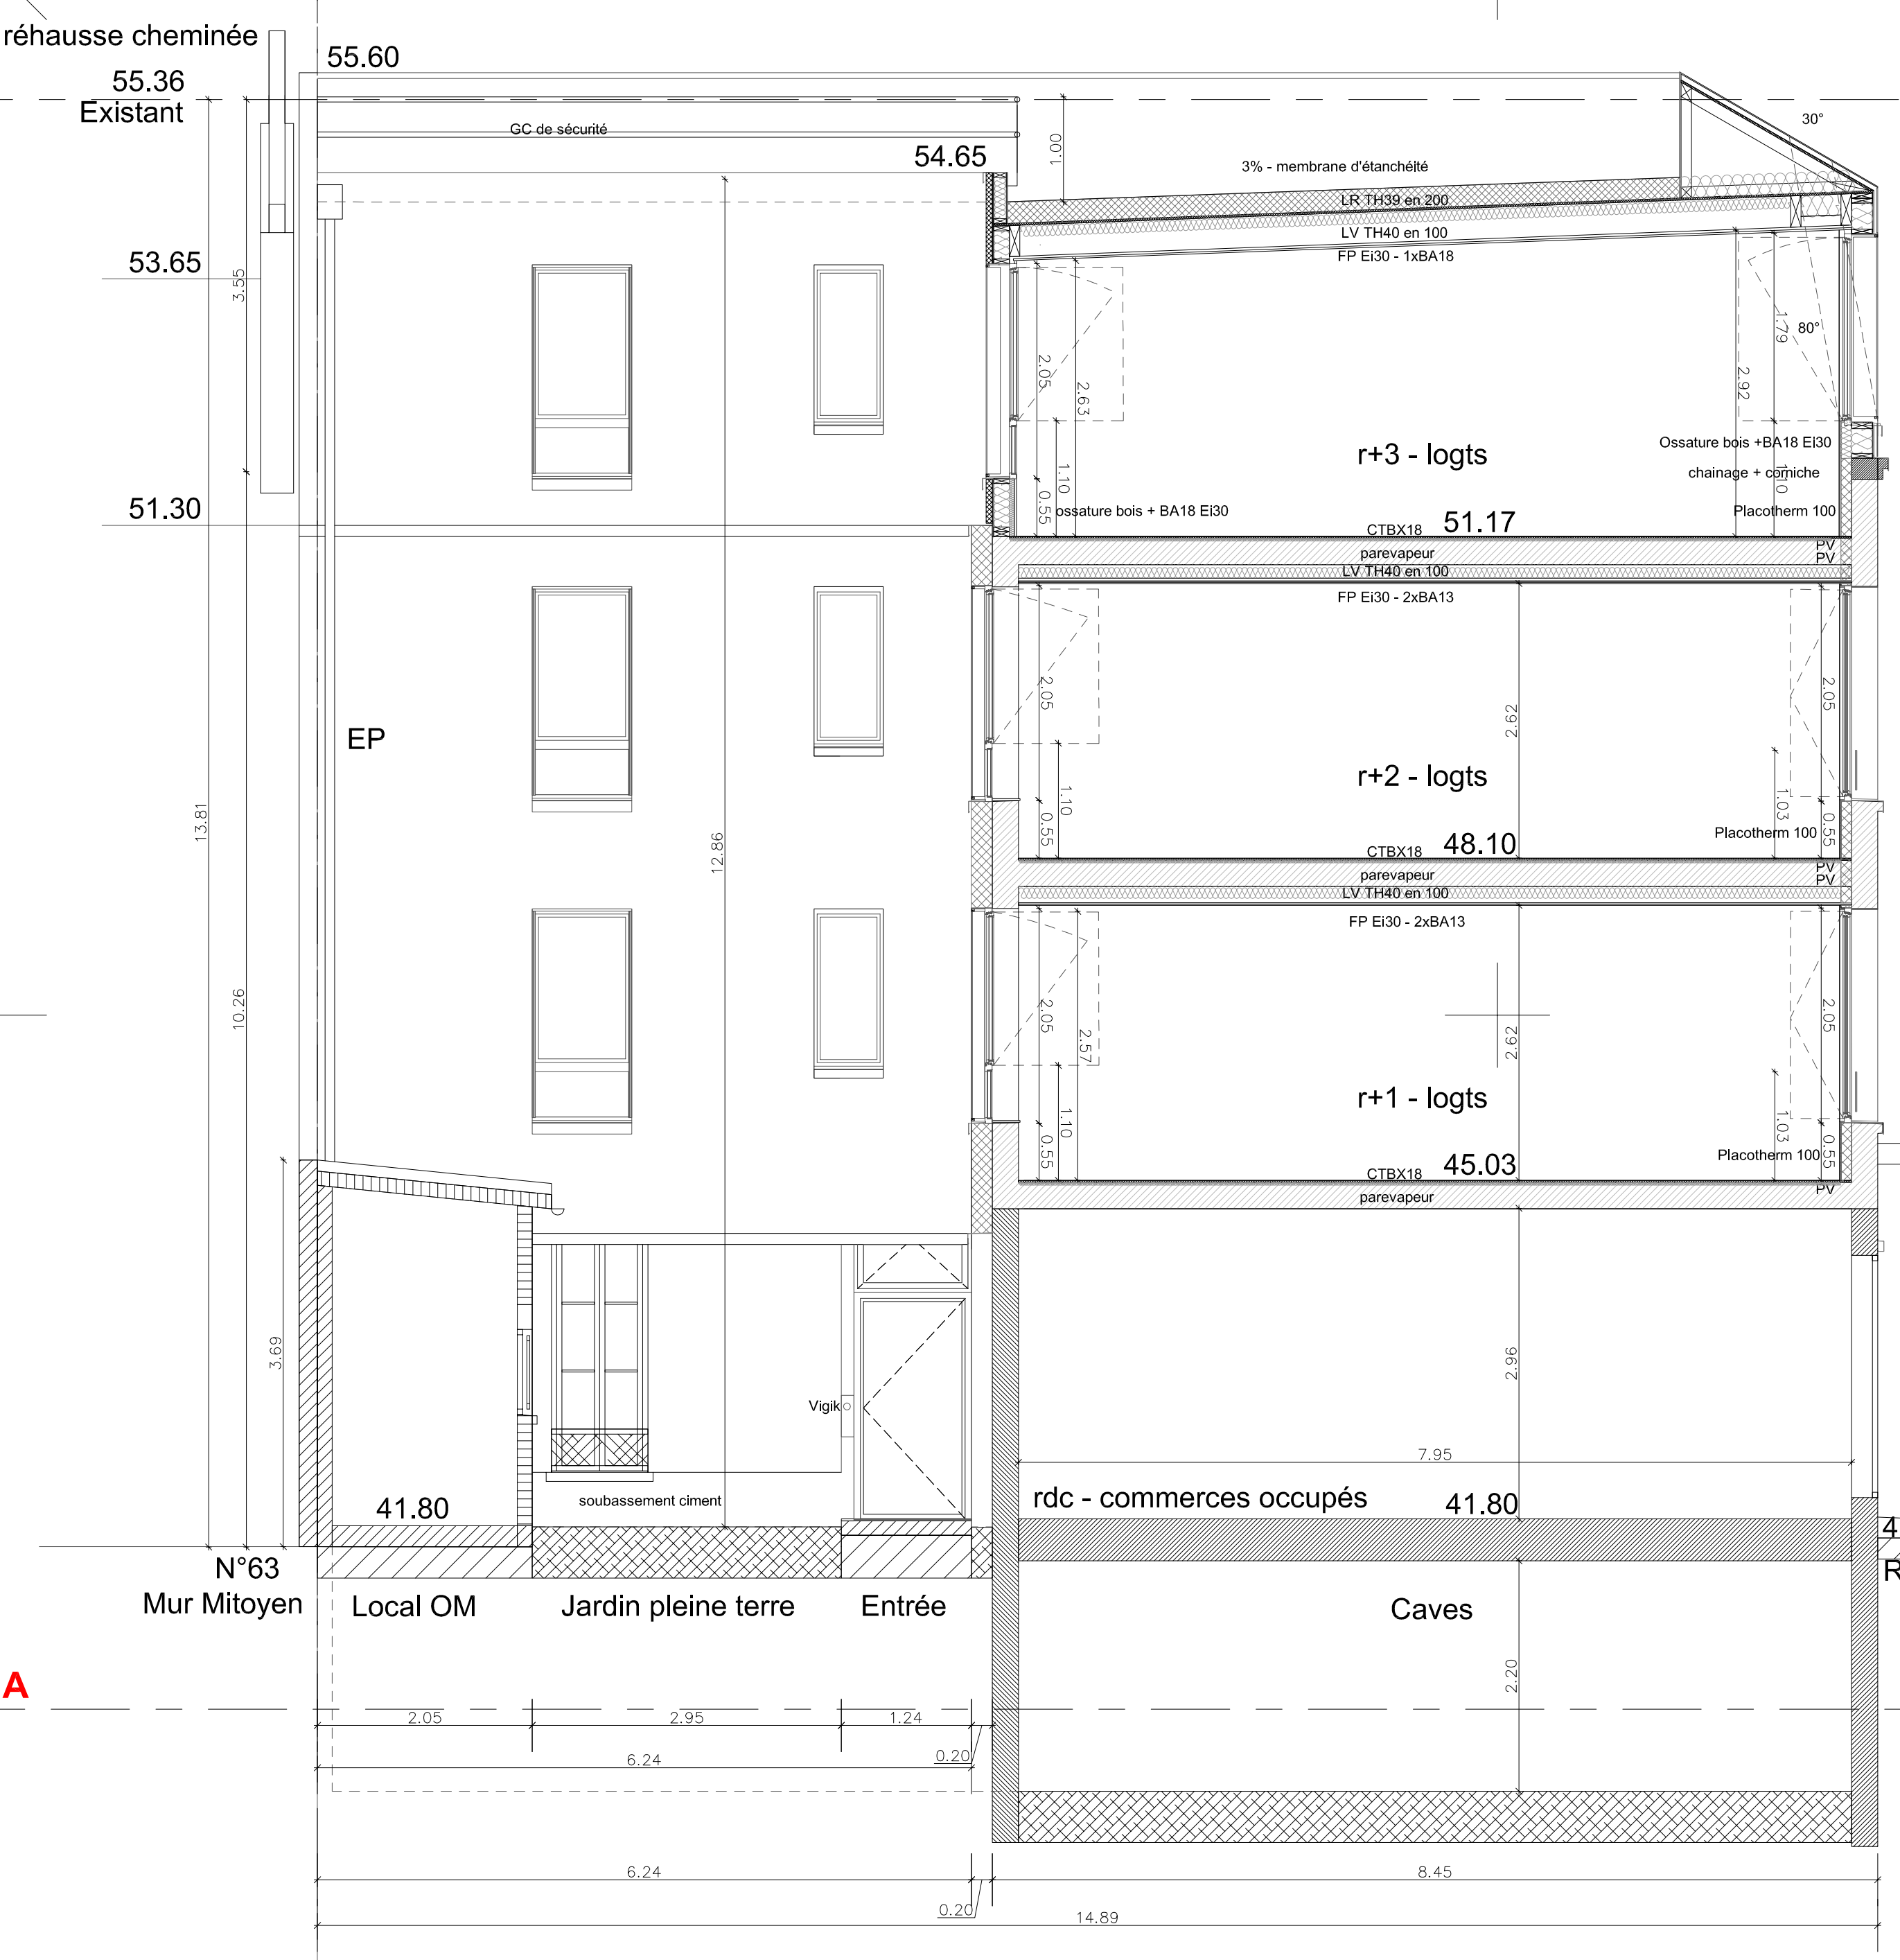 réhausse cheminée
55.60
55.36
Existant
GC de sécurité
54.65
1.00
3% - membrane d'étanchéité
30°
LR TH39 en 200
LV TH40 en 100
FP Ei30 - 1xBA18
53.65
3.55
2.05
2.63
1.79
80°
2.92
r+3 - logts
Ossature bois +BA18 Ei30
chainage + corniche
1.10
1.10
0.55
ossature bois + BA18 Ei30
Placotherm 100
51.30
CTBX18
51.17
parevapeur
PV
PV
LV TH40 en 100
FP Ei30 - 2xBA13
2.05
2.62
2.05
EP
r+2 - logts
13.81
12.86
1.10
0.55
1.03
0.55
Placotherm 100
CTBX18
48.10
parevapeur
PV
PV
LV TH40 en 100
FP Ei30 - 2xBA13
10.26
2.05
2.57
2.62
2.05
r+1 - logts
1.10
0.55
1.03
0.55
Placotherm 100
CTBX18
45.03
parevapeur
PV
3.69
2.96
Vigik
7.95
41.80
soubassement ciment
rdc - commerces occupés
41.80
4
N°63
R
Mur Mitoyen
Local OM
Jardin pleine terre
Entrée
Caves
2.20
A
2.05
2.95
1.24
0.20
6.24
6.24
8.45
0.20
14.89